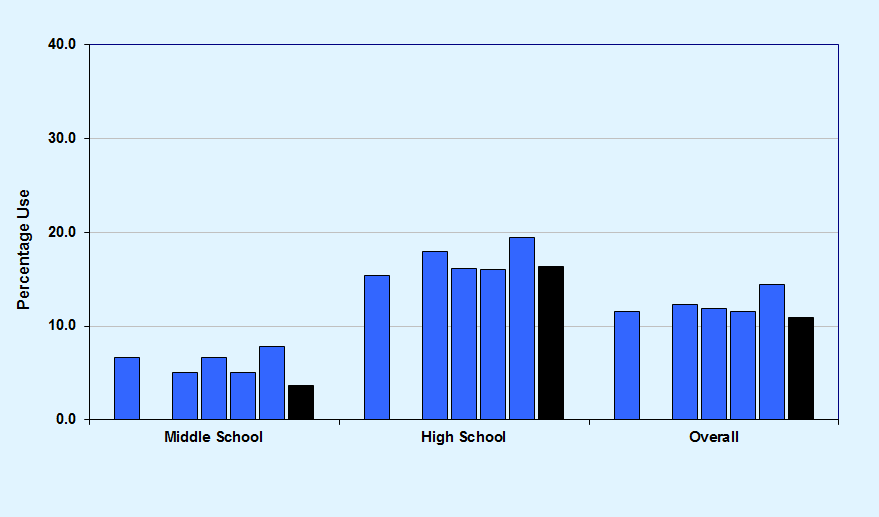 40.0
30.0
20.0
10.0
0.0
Percentage Use
Middle School
High School
Overall